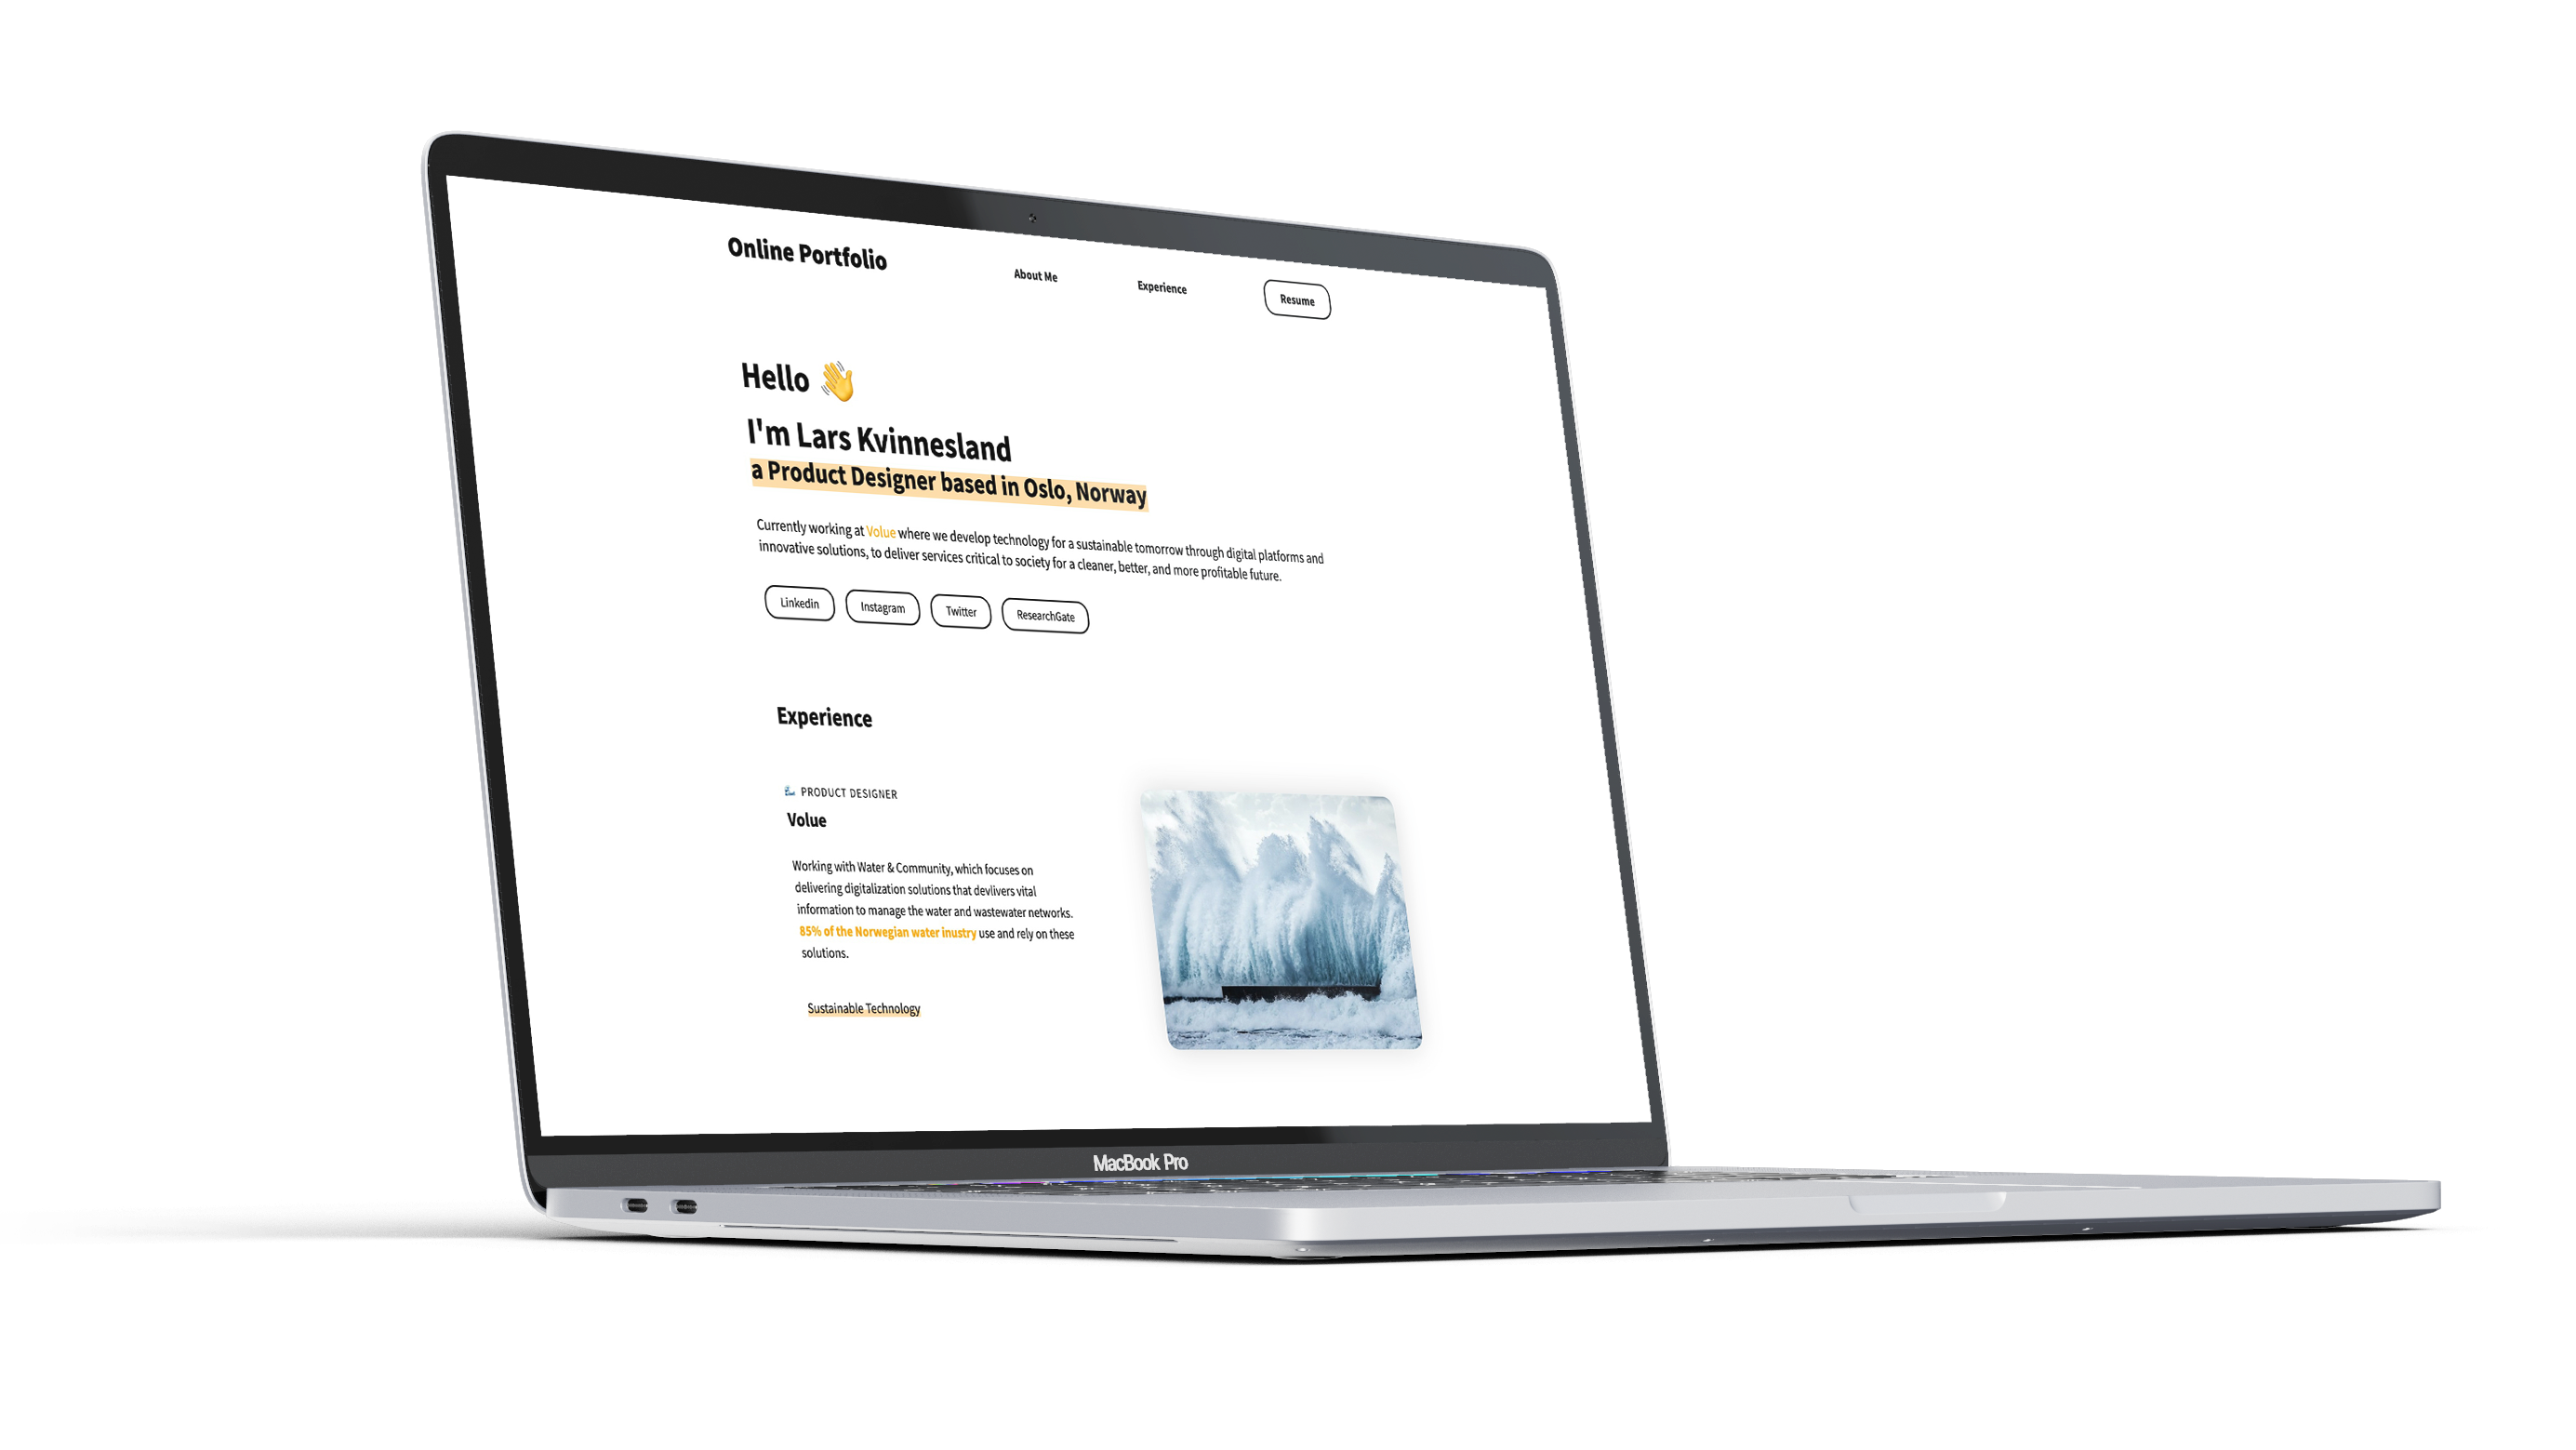 Online Portfolio
About Me
Experience
Resume
Hello 👋
I'm Lars Kvinnesland
a Product Designer based in Oslo, Norway
Currently working at Volue where we develop technology for a sustainable tomorrow through digital platforms and
innovative solutions, to deliver services critical to society for a cleaner, better, and more profitable future.
Linkedin
Instagram
Twitter
ResearchGate
Experience
PRODUCT DESIGNER
Volue
Working with Water & Community, which focuses on
delivering digitalization solutions that devlivers vital
information to manage the water and wastewater networks.
85% of the Norwegian water inustry use and rely on these
solutions.
Sustainable Technology
MacBook Pro